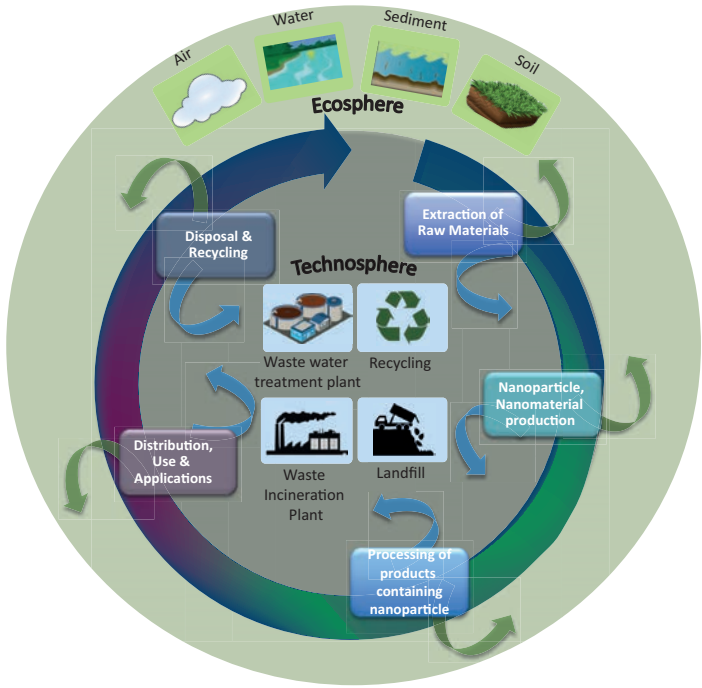 Air
Water
Sediment
Soil
Ecosphere
Disposal &
Recycling
Extraction of
Raw Materials
Technosphere
Waste water
treatment plant
Recycling
Nanoparticle,
Nanomaterial
production
Distribution,
Use &
Applications
Waste
Incineration
Plant
Landfill
Processing of
products
containing
nanoparticle